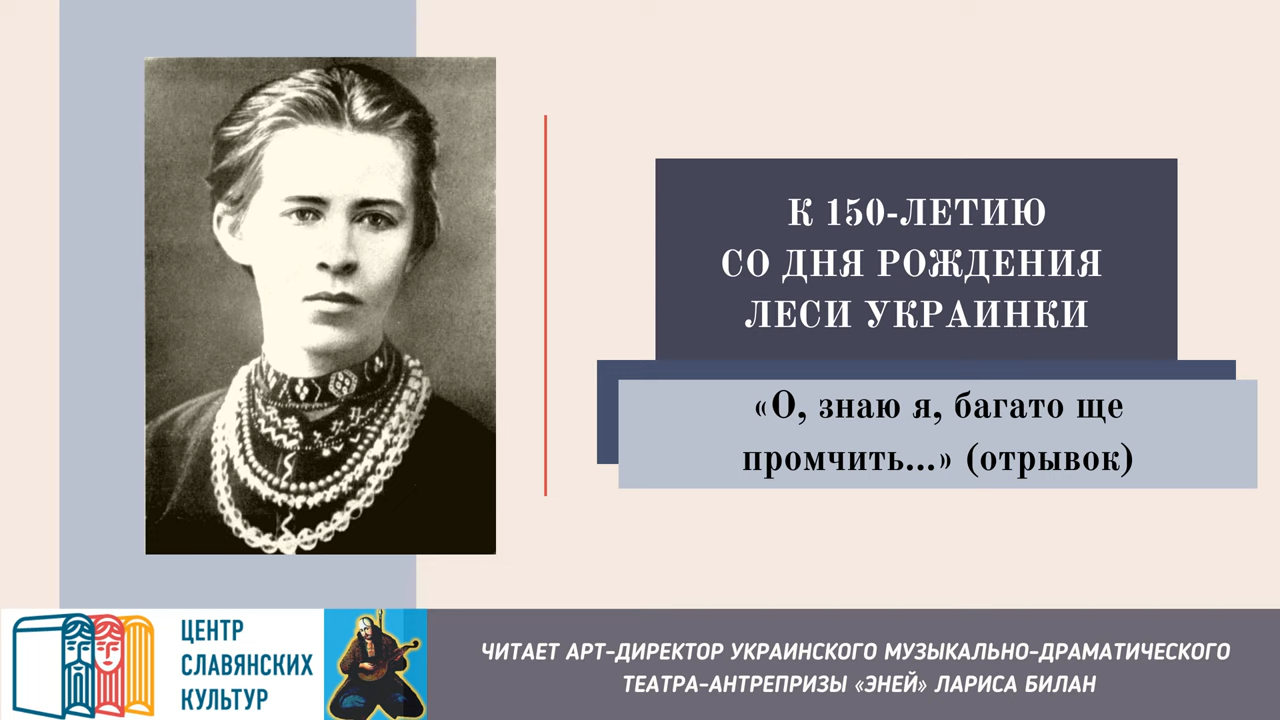 К 150-ЛЕТИЮ
СО ДНЯ РОЖДЕНИЯ
ЛЕСИ УКРАИНКИ
«О, знаю я, багато ще
промчить...» (отрывок)
ЦЕНТР
СЛАВЯНСКИХ
КУЛЬТУР
ЧИТАЕТ АРТ-ДИРЕКТОР УКРАИНСКОГО МУЗЫКАЛЬНО-ДРАМАТИЧЕСКОГО
ТЕАТРА-АНТРЕПРИЗЫ «ЭНЕЙ» ЛАРИСА БИЛАН